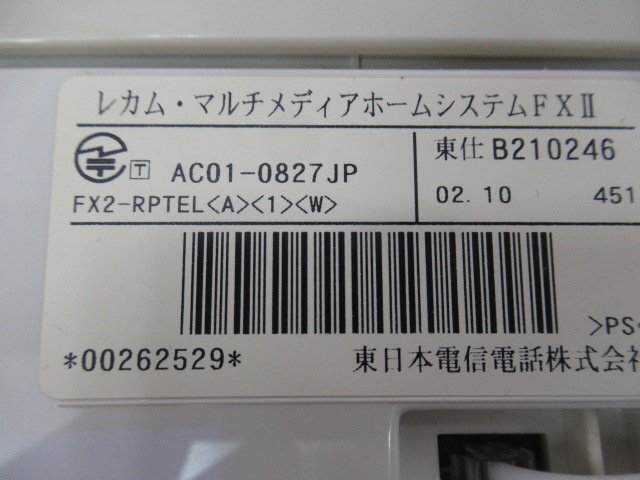 レカム・マルチメディアホームシステムFXⅡ
T AC01-0827JP
東仕 B210246
FX2-RPTEL<A><1><W>
02.10 451
>PS
*00262529*
東日本電信電話株式会